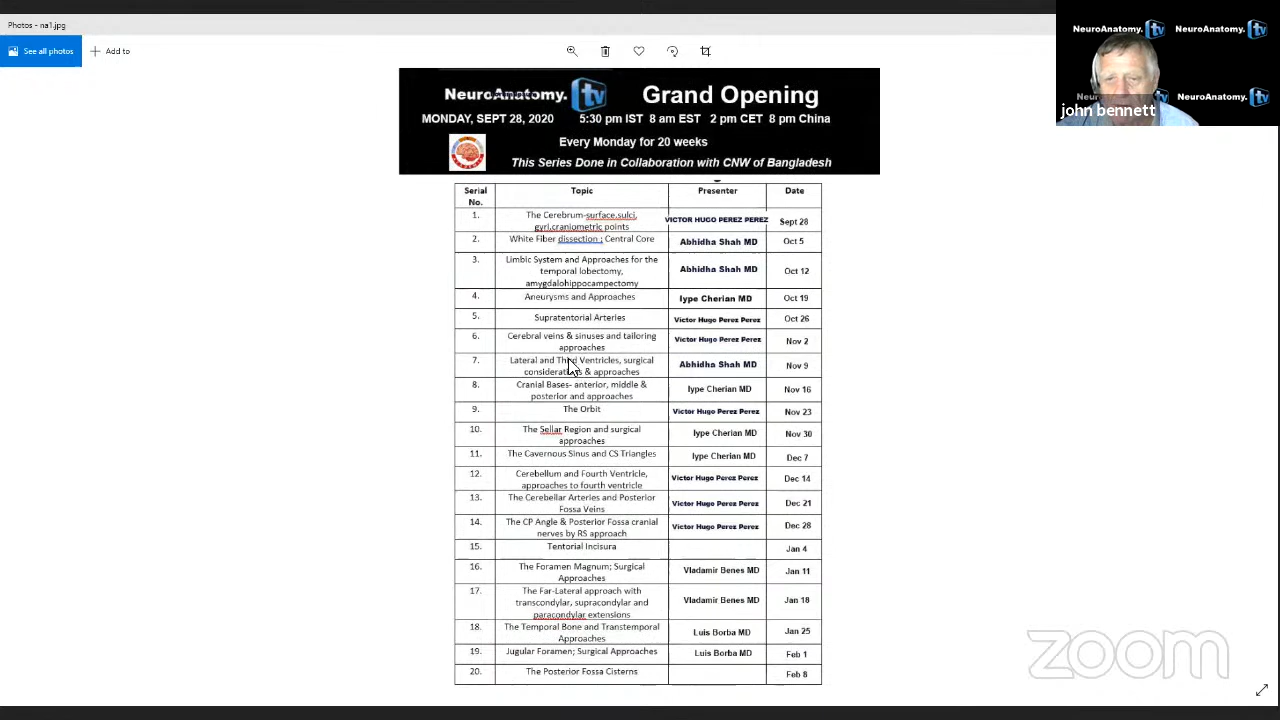 Photos - na1.jpg
See all photos
Add to
NeuroAnatomy. tv Grand Opening
MONDAY, SEPT 28, 2020 5:30 pm IST 8 am EST 2 pm CET 8 pm China
Every Monday for 20 weeks
This Series Done in Collaboration with CNW of Bangladesh
NeuroAnatomy. tv NeuroAnatomy. tv
NeuroAnatomy. tv
john bennett
Serial No. Topic Presenter Date
1. The Cerebrum-surface.sulci, VICTOR HUGO PEREZ PEREZ Sept 28
gyri,craniometric points
2. White Fiber dissection ; Central Core Abhidha Shah MD Oct 5
3. Limbic System and Approaches for the
temporal lobectomy, Abhidha Shah MD Oct 12
amygdalohippocampectomy
4. Aneurysms and Approaches Iype Cherian MD Oct 19
5. Supratentorial Arteries Victor Hugo Perez Perez Oct 26
6. Cerebral veins & sinuses and tailoring Victor Hugo Perez Perez Nov 2
approaches
7. Lateral and Third Ventricles, surgical Abhidha Shah MD Nov 9
considerations & approaches
8. Cranial Bases- anterior, middle & Iype Cherian MD Nov 16
posterior and approaches
9. The Orbit Victor Hugo Perez Perez Nov 23
10. The Sellar Region and surgical Iype Cherian MD Nov 30
approaches
11. The Cavernous Sinus and CS Triangles Iype Cherian MD Dec 7
12. Cerebellum and Fourth Ventricle, Victor Hugo Perez Perez Dec 14
approaches to fourth ventricle
13. The Cerebellar Arteries and Posterior Victor Hugo Perez Perez Dec 21
Fossa Veins
14. The CP Angle & Posterior Fossa cranial Victor Hugo Perez Perez Dec 28
nerves by RS approach
15. Tentorial Incisura Jan 4
16. The Foramen Magnum; Surgical Vladamir Benes MD Jan 11
Approaches
17. The Far-Lateral approach with
transcondylar, supracondylar and Vladamir Benes MD Jan 18
paracondylar extensions
18. The Temporal Bone and Transtemporal Luis Borba MD Jan 25
Approaches
19. Jugular Foramen; Surgical Approaches Luis Borba MD Feb 1
20. The Posterior Fossa Cisterns Feb 8
zoom